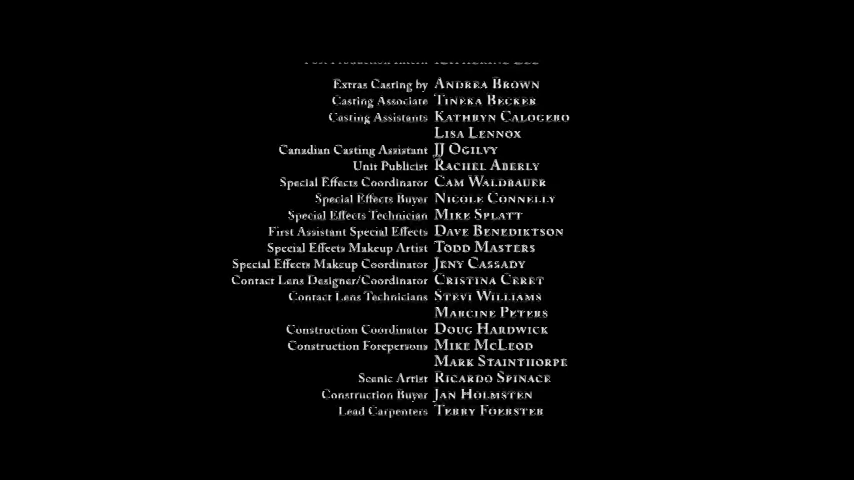 Extras Casting by ANDREA BROWN
Casting Associate TINEKA BECKER
Casting Assistants KATHRYN CALOGERO
LISA LENNOX
Canadian Casting Assistant JJ OGILVY
Unit Publicist RACHEL ABERLY
Special Effects Coordinator CAM WALDBAUER
Special Effects Buyer NICOLE CONNELLY
Special Effects Technician MIKE SPLATT
First Assistant Special Effects DAVE BENEDIKTSON
Special Effects Makeup Artist TODD MASTERS
Special Effects Makeup Coordinator JENY CASSADY
Contact Lens Designer/Coordinator CRISTINA CERET
Contact Lens Technicians STEVI WILLIAMS
MARCINE PETERS
Construction Coordinator DOUG HARDWICK
Construction Forepersons MIKE MCLEOD
MARK STAINTHORPE
Scenic Artist RICARDO SPINACE
Construction Buyer JAN HOLMSTEN
Lead Carpenters TERRY FOERSTER